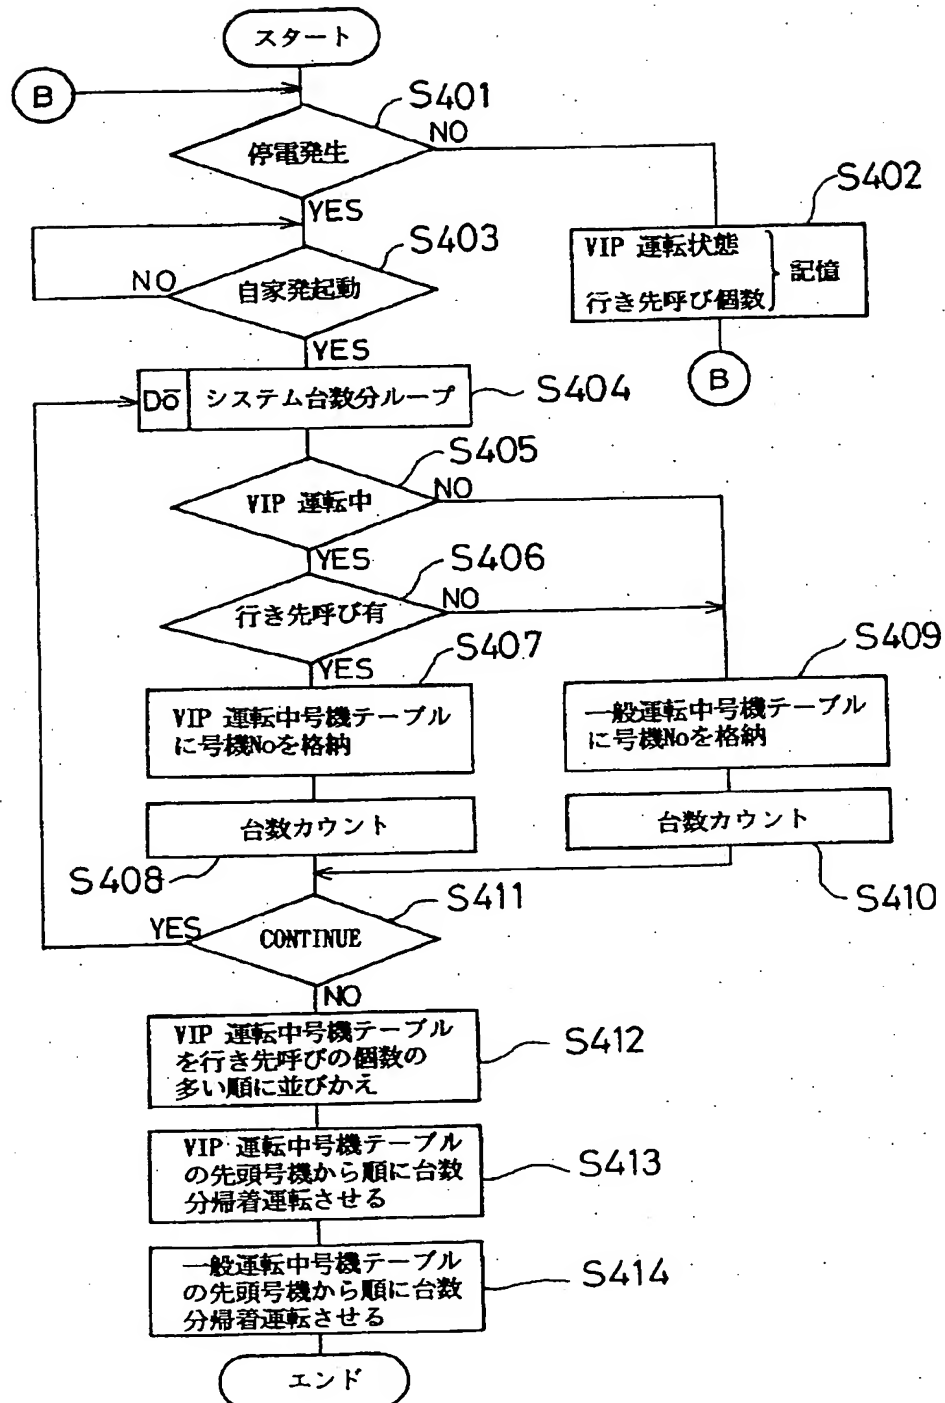 スタート
B
S401
停電発生
NO
YES
S402
VIP 運転状態
行き先呼び個数
記憶
B
S403
自家発起動
NO
YES
DO
システム台数分ループ
S404
S405
VIP 運転中
NO
YES
S406
行き先呼び有
NO
YES
S407
VIP 運転中号機テーブル
に号機Noを格納
S409
一般運転中号機テーブル
に号機Noを格納
台数カウント
S408
台数カウント
S410
S411
CONTINUE
YES
NO
VIP 運転中号機テーブル
を行き先呼びの個数の
多い順に並びかえ
S412
VIP 運転中号機テーブル
の先頭号機から順に台数
分帰着運転させる
S413
一般運転中号機テーブル
の先頭号機から順に台数
分帰着運転させる
S414
エンド